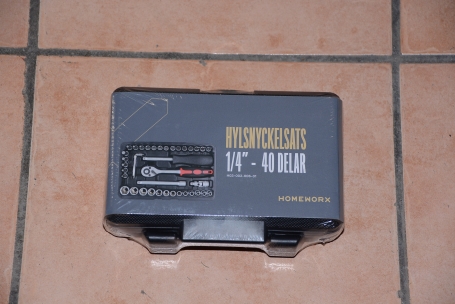 HYLSNYCKELSATS
1/4" - 40 DELAR
HOMEWORX